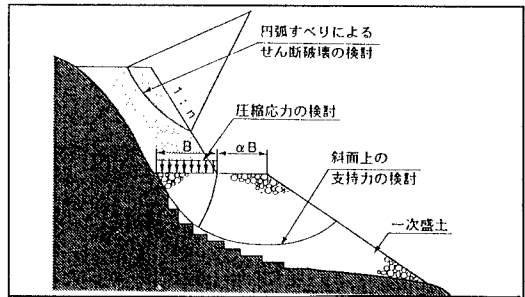 円弧すべりによる
せん断破壊の検討
1:n
圧縮応力の検討
B
αB
斜面上の
支持力の検討
一次盛土